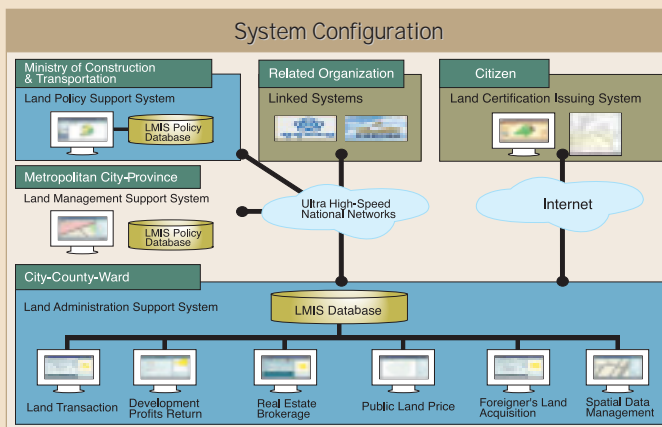 System Configuration
Ministry of Construction
& Transportation
Land Policy Support System
LMIS Policy
Database
Related Organization
Linked Systems
Citizen
Land Certification Issuing System
Metropolitan City-Province
Land Management Support System
LMIS Policy
Database
Ultra High-Speed
National Networks
Internet
City-County-Ward
Land Administration Support System
LMIS Database
Land Transaction
Development
Profits Return
Real Estate
Brokerage
Public Land Price
Foreigner's Land
Acquisition
Spatial Data
Management